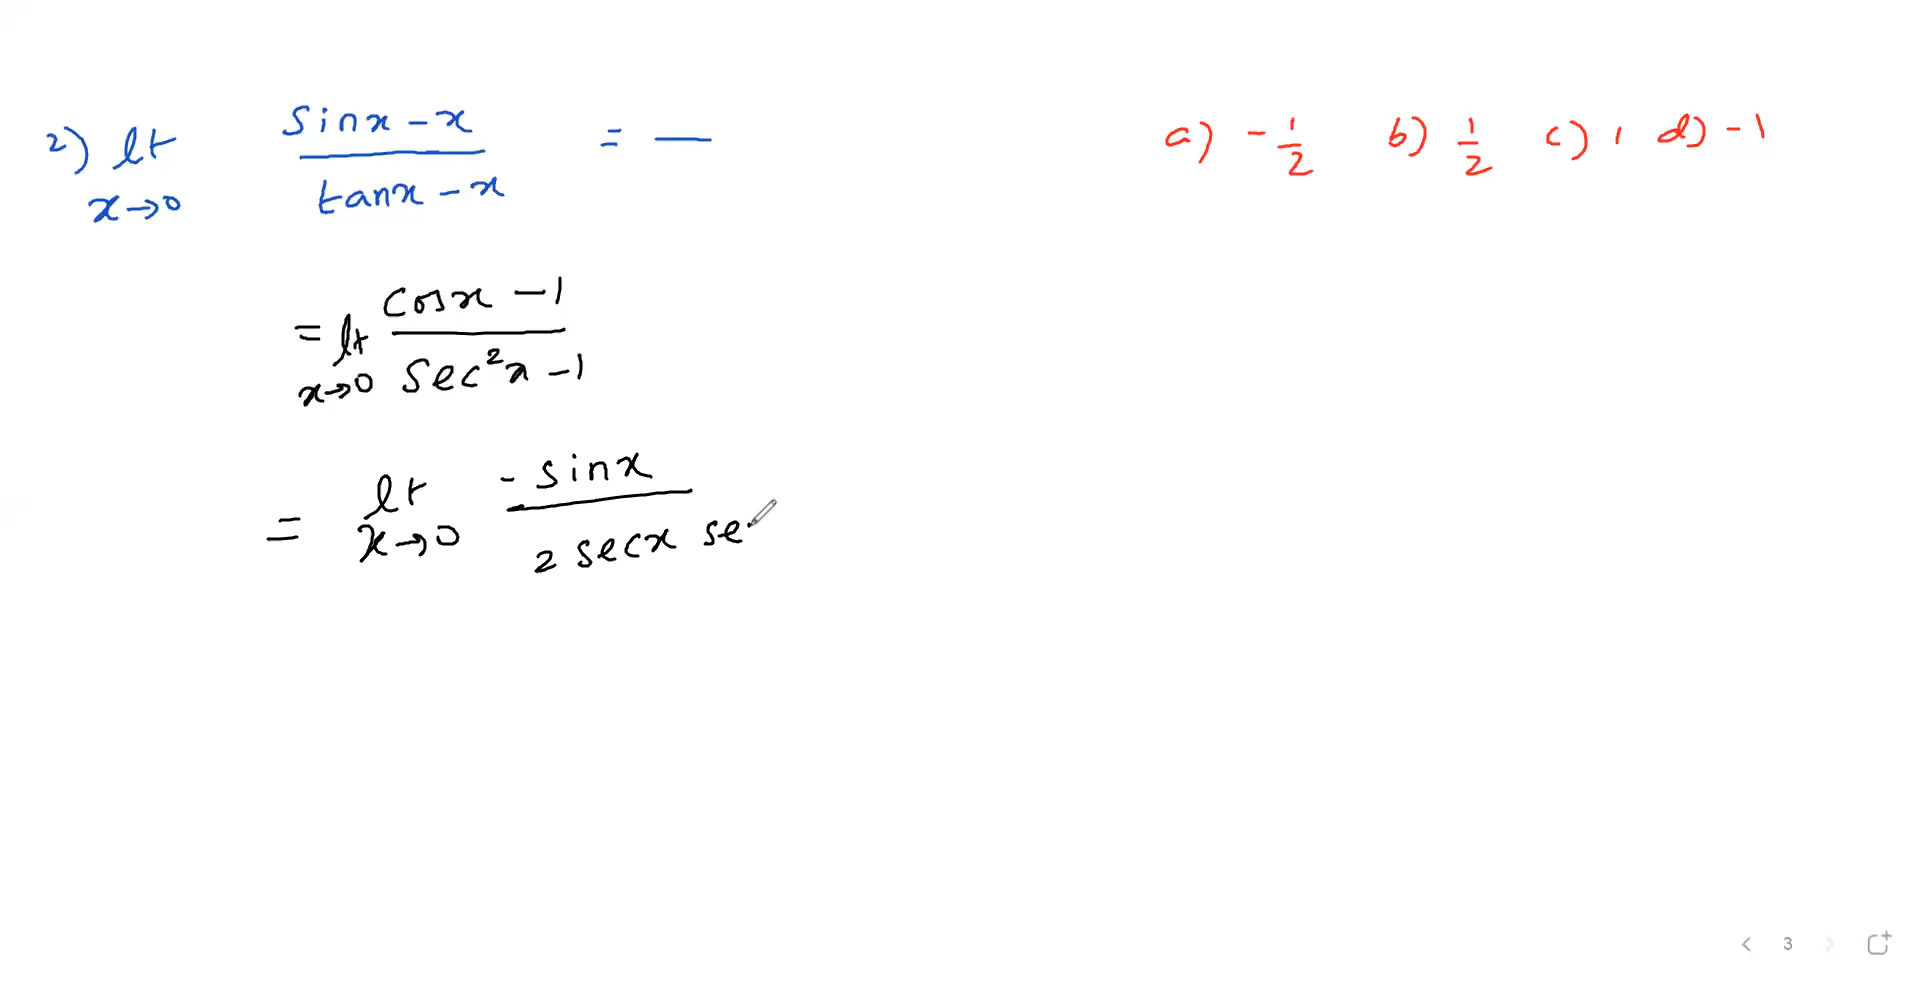 2) lt x→0 (sinx - x)/(tanx - x) = — a) -1/2 b) 1/2 c) 1 d) -1
= lt x→0 (cosx - 1)/(sec²x - 1)
= lt x→0 (-sinx)/(2 secx se
3